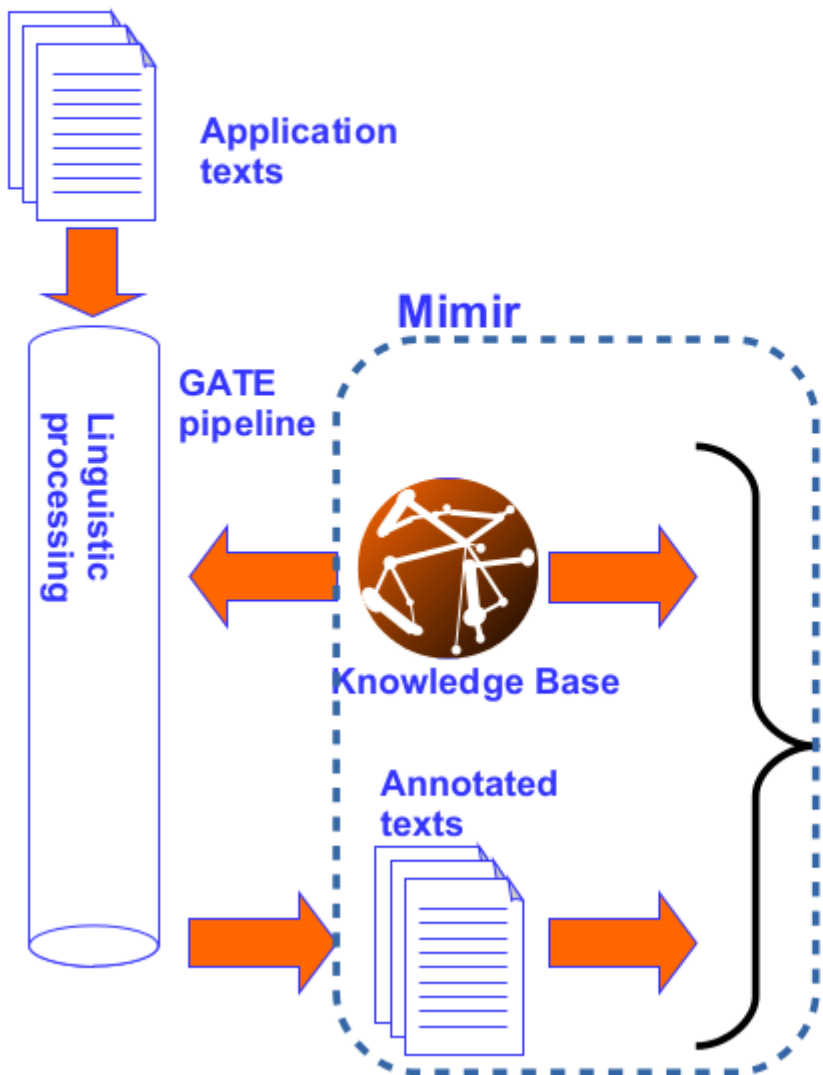 Application
texts
Mimir
GATE
pipeline
Linguistic
processing
Knowledge Base
Annotated
texts